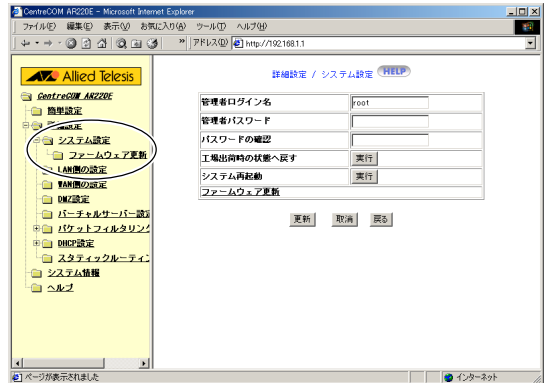 CentreCOM AR220E - Microsoft Internet Explorer
ファイル(F) 編集(E) 表示(V) お気に入り(A) ツール(T) ヘルプ(H)
アドレス(D) http://192.168.1.1
Allied Telesis
CentreCOM AR220E
簡単設定
システム設定
ファームウェア更新
LAN側の設定
WAN側の設定
DMZ設定
バーチャルサーバー設定
パケットフィルタリング
DHCP設定
スタティックルーティ
システム情報
ヘルプ
詳細設定 / システム設定 HELP
管理者ログイン名 root
管理者パスワード
パスワードの確認
工場出荷時の状態へ戻す 実行
システム再起動 実行
ファームウェア更新
更新 取消 戻る
ページが表示されました
インターネット